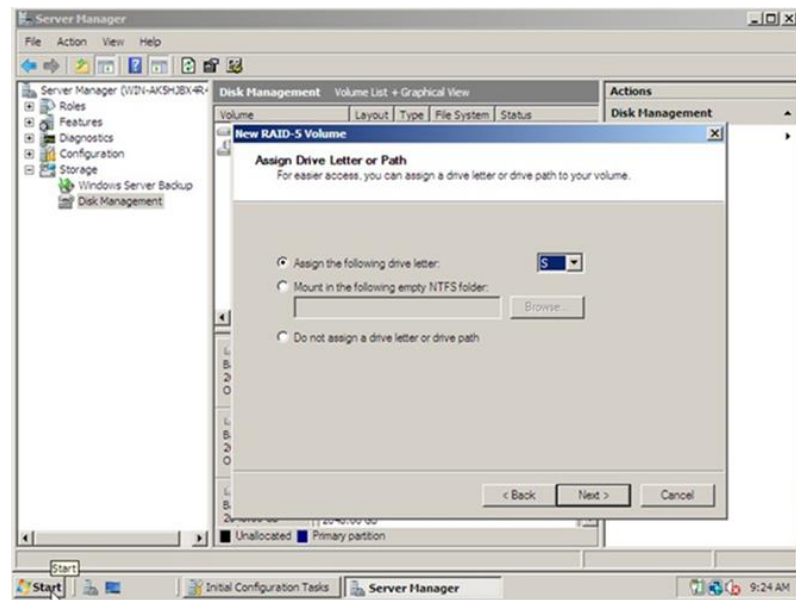 Server Manager
File Action View Help
Server Manager (WIN-AK5HJBX4R
Roles
Features
Diagnostics
Configuration
Storage
Windows Server Backup
Disk Management
Disk Management Volume List + Graphical View
Volume Layout Type File System Status
Actions
Disk Management
New RAID-5 Volume
Assign Drive Letter or Path
For easier access, you can assign a drive letter or drive path to your volume.
Assign the following drive letter: S
Mount in the following empty NTFS folder:
Browse...
Do not assign a drive letter or drive path
< Back Next > Cancel
Unallocated Primary partition
Start
Start Initial Configuration Tasks Server Manager 9:24 AM